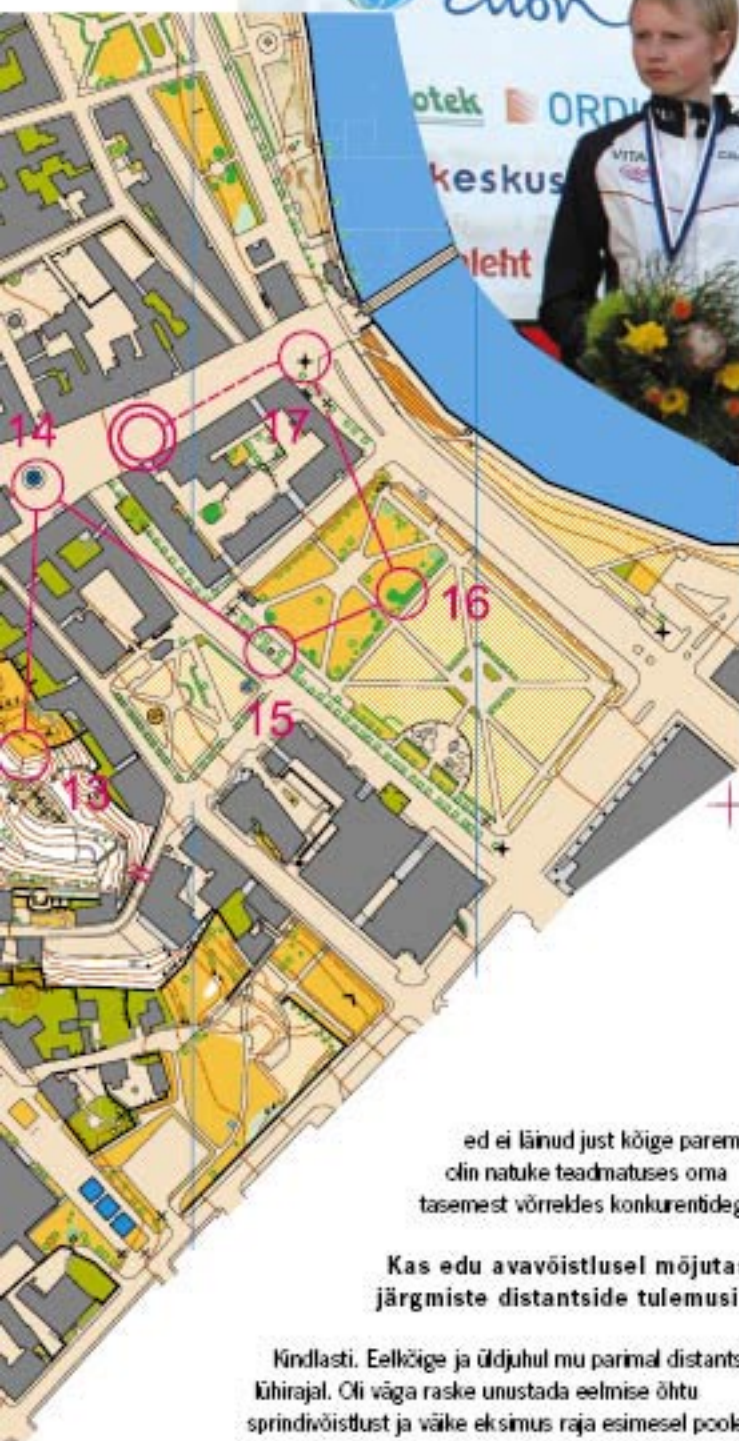 otek
keskus
leht
VITA
14
17
16
15
13
ed ei läinud just kõige parem
olin natuke teadmatuses oma
tasemest võrreldes konkurentideg
Kas edu avavõistlusel mõjuta
järgmiste distantside tulemusi
Kindlasti. Eelkõige ja üldjuhul mu parimal distants
lühirajal. Oli väga raske unustada eelmise õhtu
sprindivõistlust ja väike eksimus raja esimesel poole